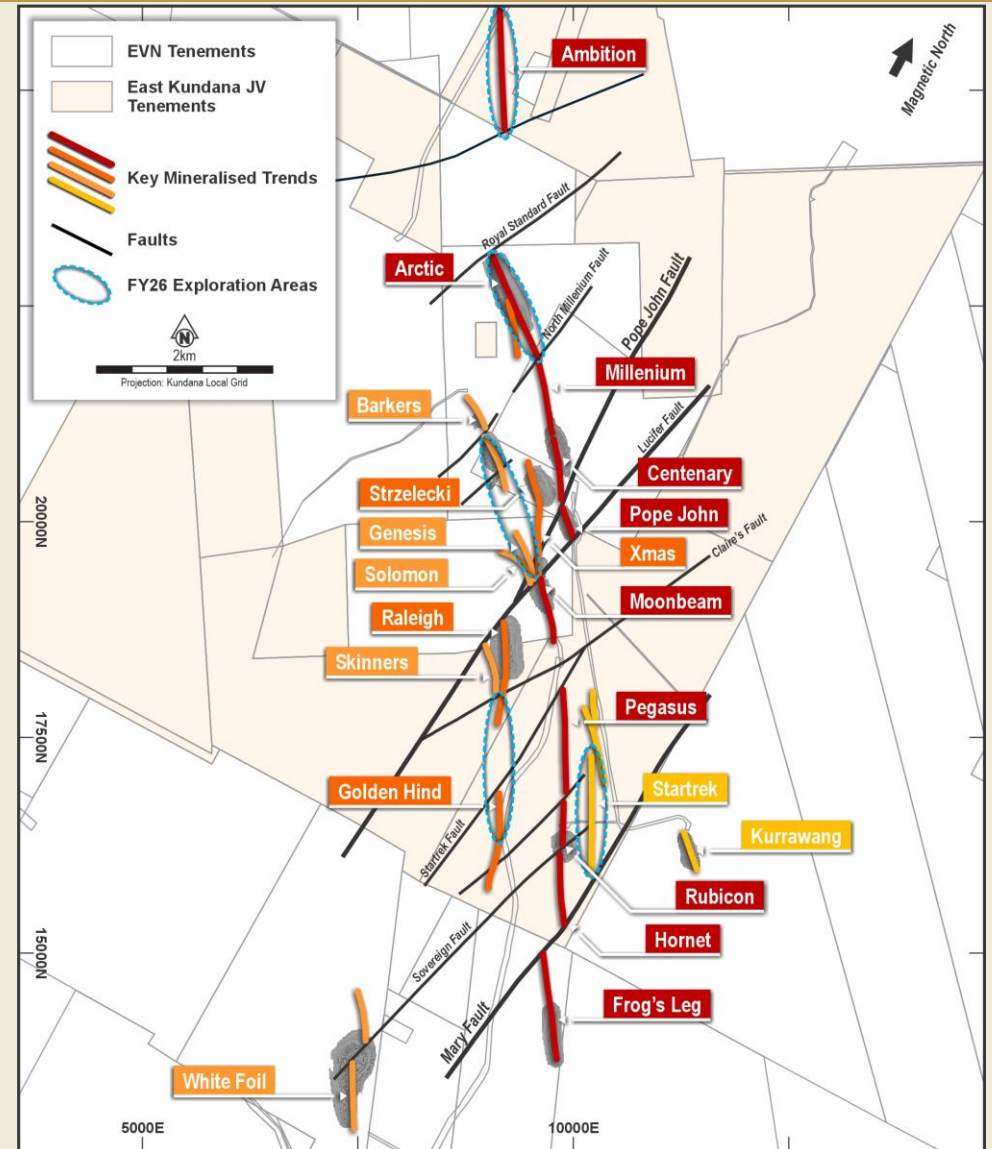 EVN Tenements
East Kundana JV
Tenements
Key Mineralised Trends
Faults
FY26 Exploration Areas
N
2km
Projection: Kundana Local Grid
Magnetic North
Ambition
Royal Standard Fault
Arctic
North Millenium Fault
Pope John Fault
Millenium
Barkers
Lucifer Fault
Centenary
Strzelecki
20000N
Pope John
Genesis
Claire's Fault
Xmas
Solomon
Moonbeam
Raleigh
Skinners
Pegasus
17500N
Startrek
Golden Hind
Kurrawang
Startrek Fault
Rubicon
Hornet
15000N
Sovereign Fault
Frog's Leg
Mary Fault
White Foil
5000E
10000E